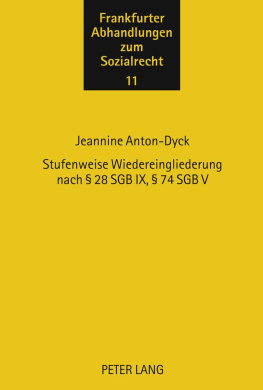 Frankfurter
Abhandlungen
zum
Sozialrecht
11
Jeannine Anton-Dyck
Stufenweise Wiedereingliederung
nach § 28 SGB IX, § 74 SGB V
PETER LANG